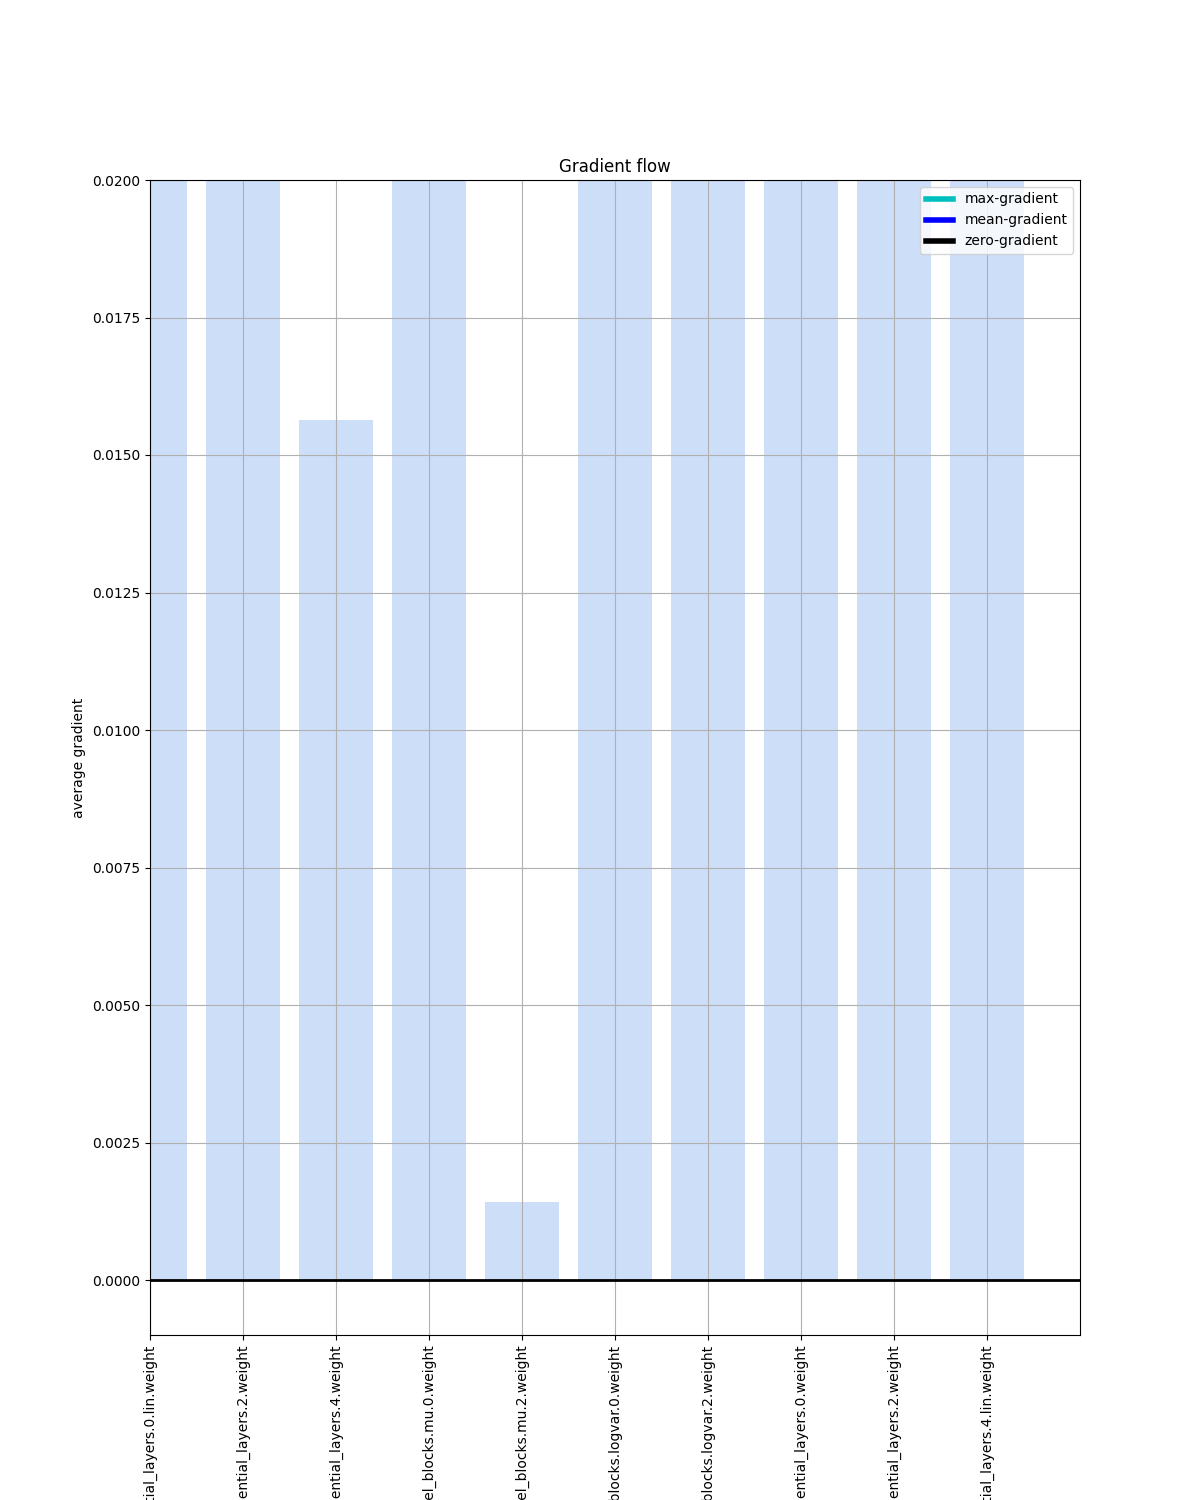 Gradient flow
max-gradient
mean-gradient
zero-gradient
0.0200
0.0175
0.0150
0.0125
0.0100
0.0075
0.0050
0.0025
0.0000
average gradient
tial_layers.0.lin.weight
ential_layers.2.weight
ential_layers.4.weight
el_blocks.mu.0.weight
el_blocks.mu.2.weight
blocks.logvar.0.weight
blocks.logvar.2.weight
ential_layers.0.weight
ential_layers.2.weight
tial_layers.4.lin.weight